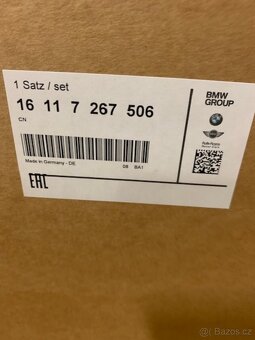 1 Satz / set
BMW
GROUP
16 11 7 267 506
CN
Made in Germany - DE
08 BA1
EAC
© Bazoš.cz